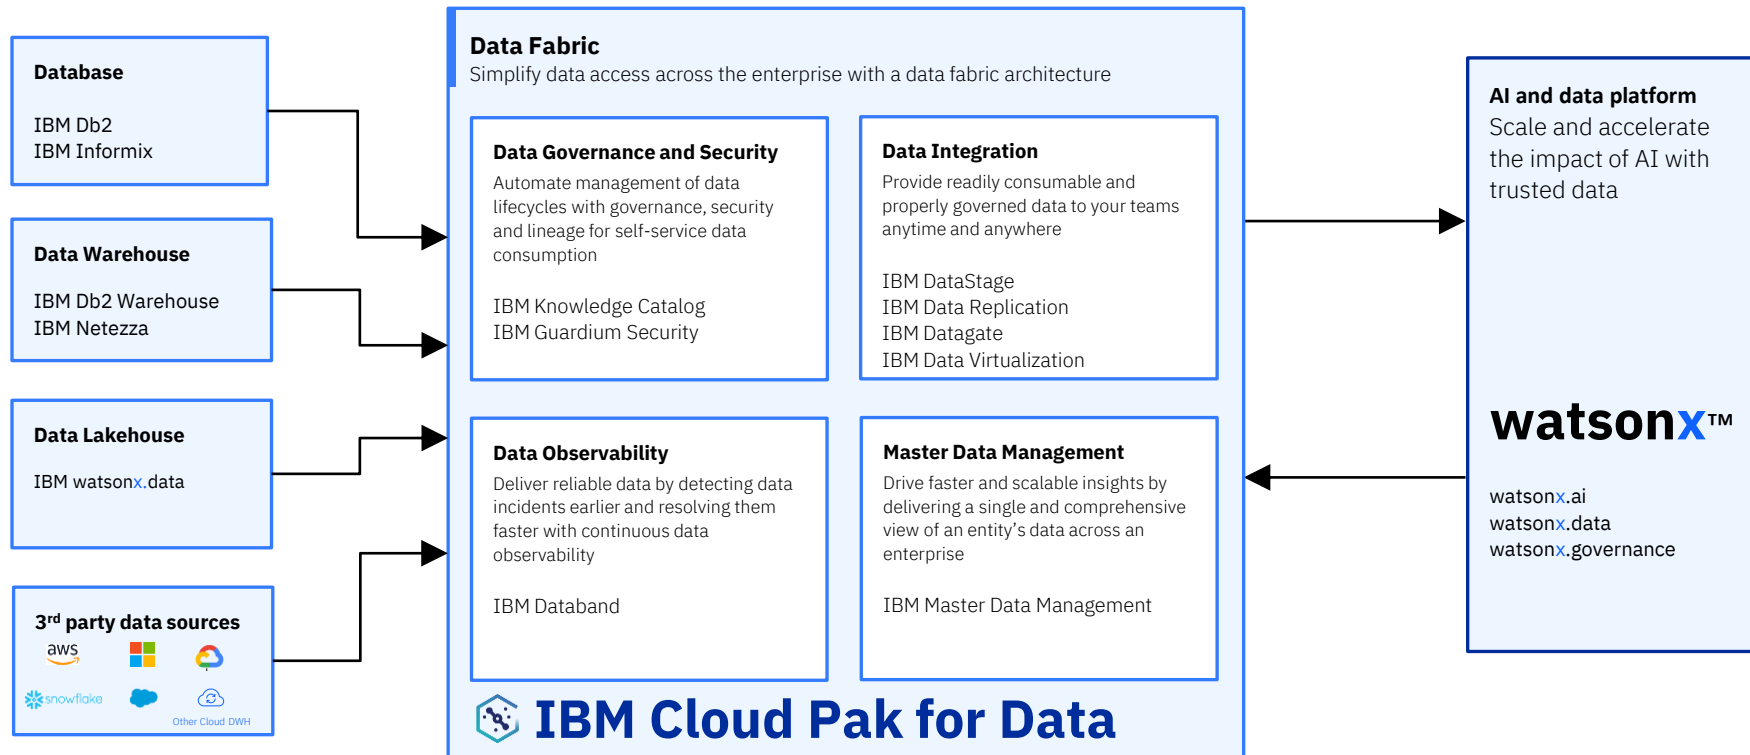 Database
IBM Db2
IBM Informix
Data Warehouse
IBM Db2 Warehouse
IBM Netezza
Data Lakehouse
IBM watsonx.data
3rd party data sources
aws
snowflake
Other Cloud DWH
Data Fabric
Simplify data access across the enterprise with a data fabric architecture
Data Governance and Security
Automate management of data
lifecycles with governance, security
and lineage for self-service data
consumption
IBM Knowledge Catalog
IBM Guardium Security
Data Integration
Provide readily consumable and
properly governed data to your teams
anytime and anywhere
IBM DataStage
IBM Data Replication
IBM Datagate
IBM Data Virtualization
Data Observability
Deliver reliable data by detecting data
incidents earlier and resolving them
faster with continuous data
observability
IBM Databand
Master Data Management
Drive faster and scalable insights by
delivering a single and comprehensive
view of an entity’s data across an
enterprise
IBM Master Data Management
IBM Cloud Pak for Data
AI and data platform
Scale and accelerate
the impact of AI with
trusted data
watsonx™
watsonx.ai
watsonx.data
watsonx.governance